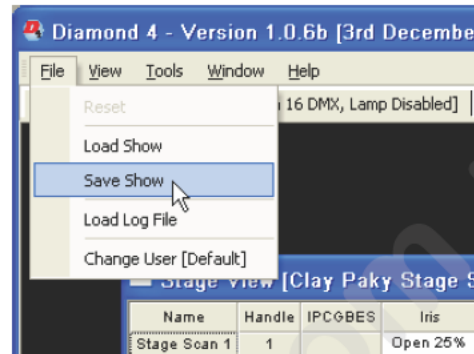 Diamond 4 - Version 1.0.6b [3rd
File View Tools Window Help
Reset
16 DMX, Lamp Disabled]
Load Show
Save Show
Load Log File
Change User [Default]
Stage View [Clay Paky Stage
Name Handle IPCGBES Iris
Stage Scan 1 1 Open 25%